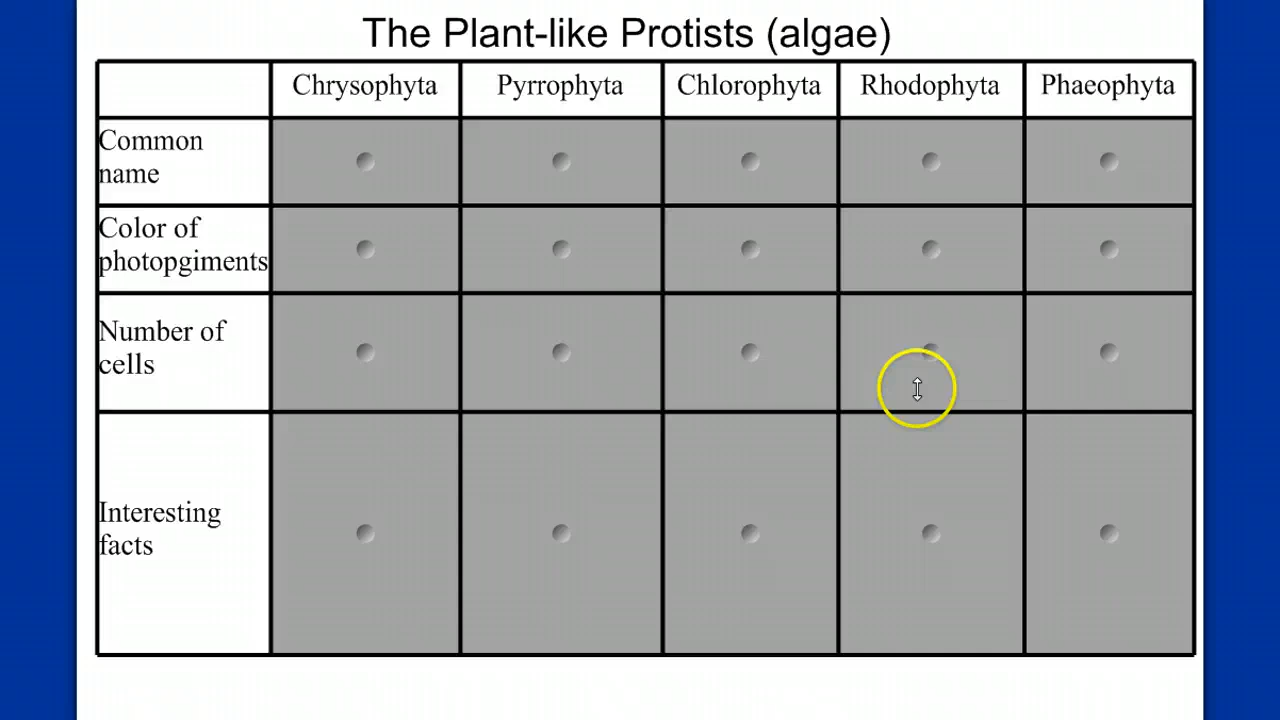 The Plant-like Protists (algae)
Chrysophyta Pyrrophyta Chlorophyta Rhodophyta Phaeophyta
Common
name
Color of
photopgiments
Number of
cells
Interesting
facts